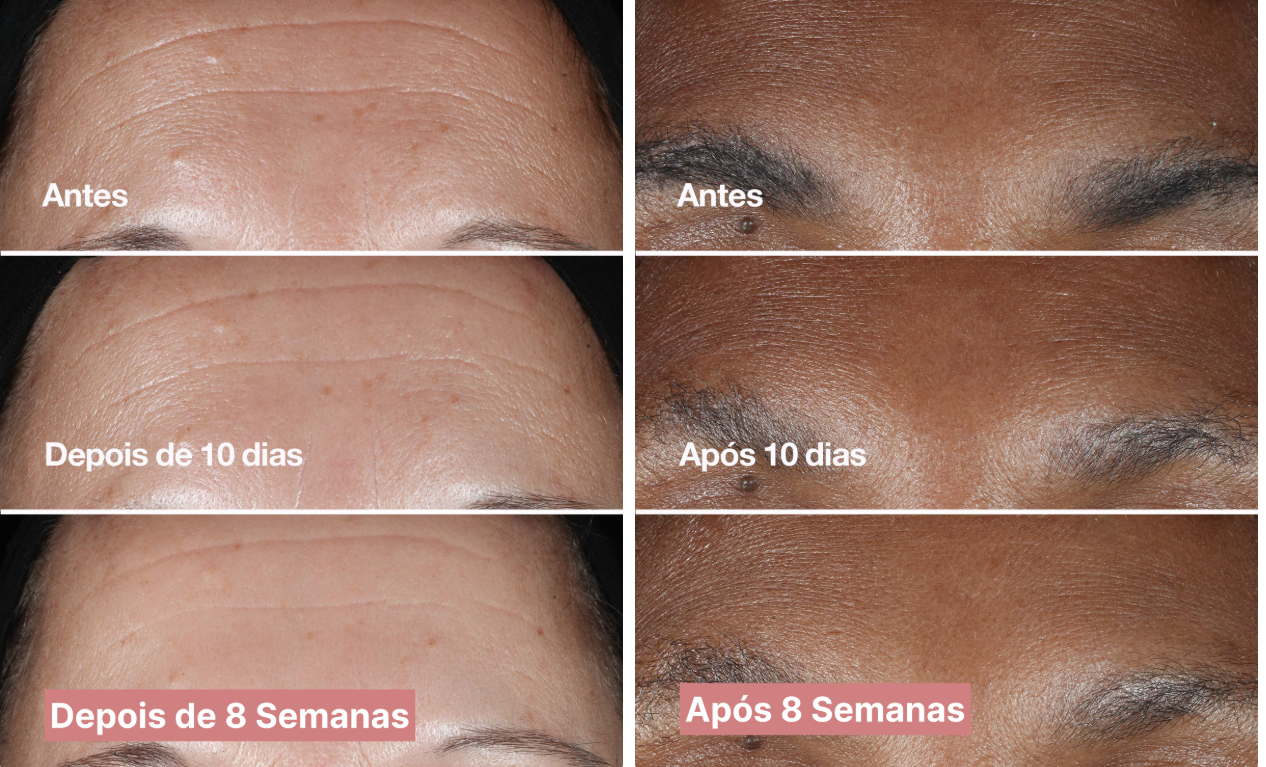 Antes
Antes
Depois de 10 dias
Após 10 dias
Depois de 8 Semanas
Após 8 Semanas